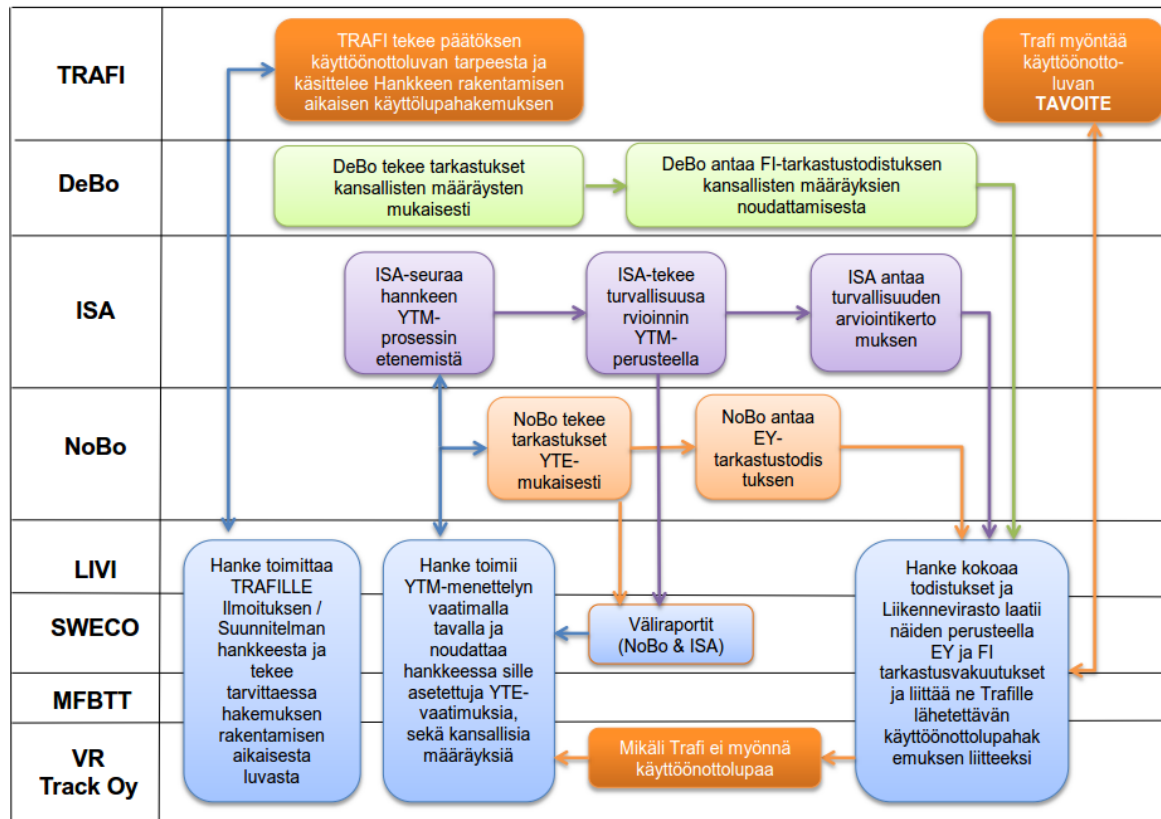 TRAFI
TRAFI tekee päätöksen
käyttöönottoluvan tarpeesta ja
käsittelee Hankkeen rakentamisen
aikaisen käyttölupahakemuksen
Trafi myöntää
käyttöönotto-
luvan
TAVOITE
DeBo
DeBo tekee tarkastukset
kansallisten määräysten
mukaisesti
DeBo antaa FI-tarkastustodistuksen
kansallisten määräyksien
noudattamisesta
ISA
ISA-seuraa
hannkeen
YTM-
prosessin
etenemistä
ISA-tekee
turvallisuusa
rvioinnin
YTM-
perusteella
ISA antaa
turvallisuuden
arviointikerto
muksen
NoBo
NoBo tekee
tarkastukset
YTE-
mukaisesti
NoBo antaa
EY-
tarkastustodis
tuksen
LIVI
SWECO
MFBTT
VR
Track Oy
Hanke toimittaa
TRAFILLE
Ilmoituksen /
Suunnitelman
hankkeesta ja
tekee
tarvittaessa
hakemuksen
rakentamisen
aikaisesta
luvasta
Hanke toimii
YTM-menettelyn
vaatimalla
tavalla ja
noudattaa
hankkeessa sille
asetettuja YTE-
vaatimuksia,
sekä kansallisia
määräyksiä
Väliraportit
(NoBo & ISA)
Mikäli Trafi ei myönnä
käyttöönottolupaa
Hanke kokoaa
todistukset ja
Liikennevirasto laatii
näiden perusteella
EY ja FI
tarkastusvakuutukset
ja liittää ne Trafille
lähetettävän
käyttöönottolupahak
emuksen liitteeksi